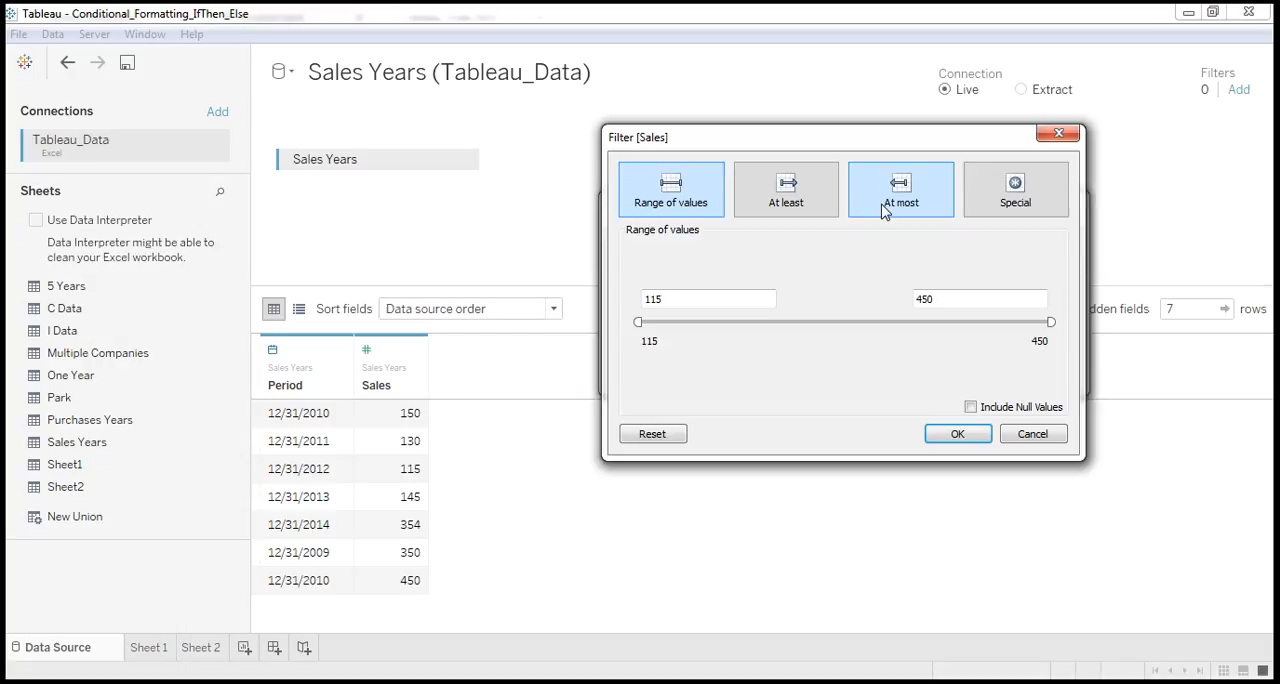 Tableau - Conditional_Formatting_IfThen_Else
File Data Server Window Help
Connections Add
Tableau_Data
Excel
Sheets
Use Data Interpreter
Data Interpreter might be able to
clean your Excel workbook.
5 Years
C Data
I Data
Multiple Companies
One Year
Park
Purchases Years
Sales Years
Sheet1
Sheet2
New Union
Sales Years (Tableau_Data)
Connection
Live Extract
Filters
0 Add
Sales Years
Sort fields Data source order
dden fields 7 rows
Sales Years Sales Years
Period Sales
12/31/2010 150
12/31/2011 130
12/31/2012 115
12/31/2013 145
12/31/2014 354
12/31/2009 350
12/31/2010 450
Filter [Sales]
Range of values At least At most Special
Range of values
115 450
115 450
Include Null Values
Reset OK Cancel
Data Source Sheet 1 Sheet 2